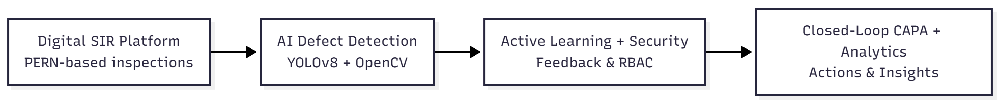 Digital SIR Platform
PERN-based inspections
AI Defect Detection
YOLOv8 + OpenCV
Active Learning + Security
Feedback & RBAC
Closed-Loop CAPA +
Analytics
Actions & Insights